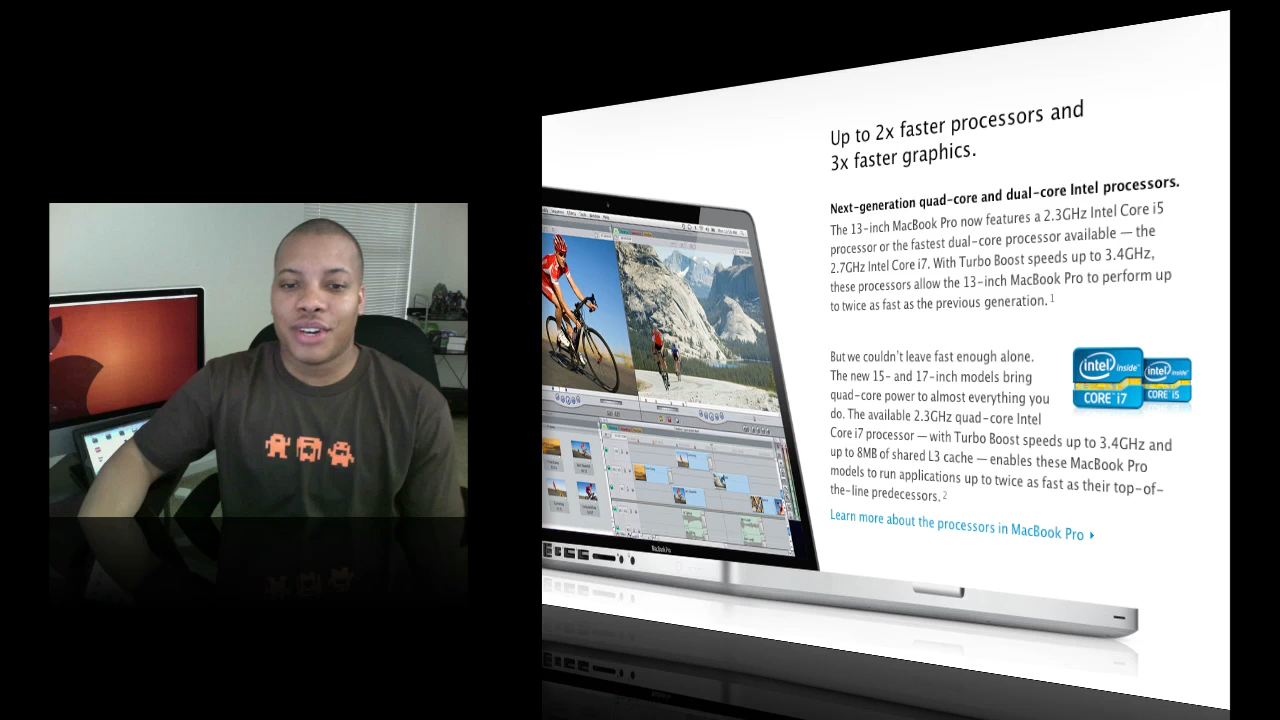 Up to 2x faster processors and
3x faster graphics.
Next-generation quad-core and dual-core Intel processors.
The 13-inch MacBook Pro now features a 2.3GHz Intel Core i5
processor or the fastest dual-core processor available — the
2.7GHz Intel Core i7. With Turbo Boost speeds up to 3.4GHz,
these processors allow the 13-inch MacBook Pro to perform up
to twice as fast as the previous generation. 1
But we couldn't leave fast enough alone.
The new 15- and 17-inch models bring
quad-core power to almost everything you
do. The available 2.3GHz quad-core Intel
Core i7 processor — with Turbo Boost speeds up to 3.4GHz and
up to 8MB of shared L3 cache — enables these MacBook Pro
models to run applications up to twice as fast as their top-of-
the-line predecessors. 2
Learn more about the processors in MacBook Pro
intel inside
CORE i7
intel inside
CORE i5
MacBook Pro